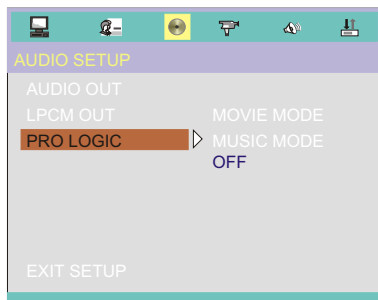 AUDIO SETUP
AUDIO OUT
LPCM OUT
MOVIE MODE
PRO LOGIC
MUSIC MODE
OFF
EXIT SETUP